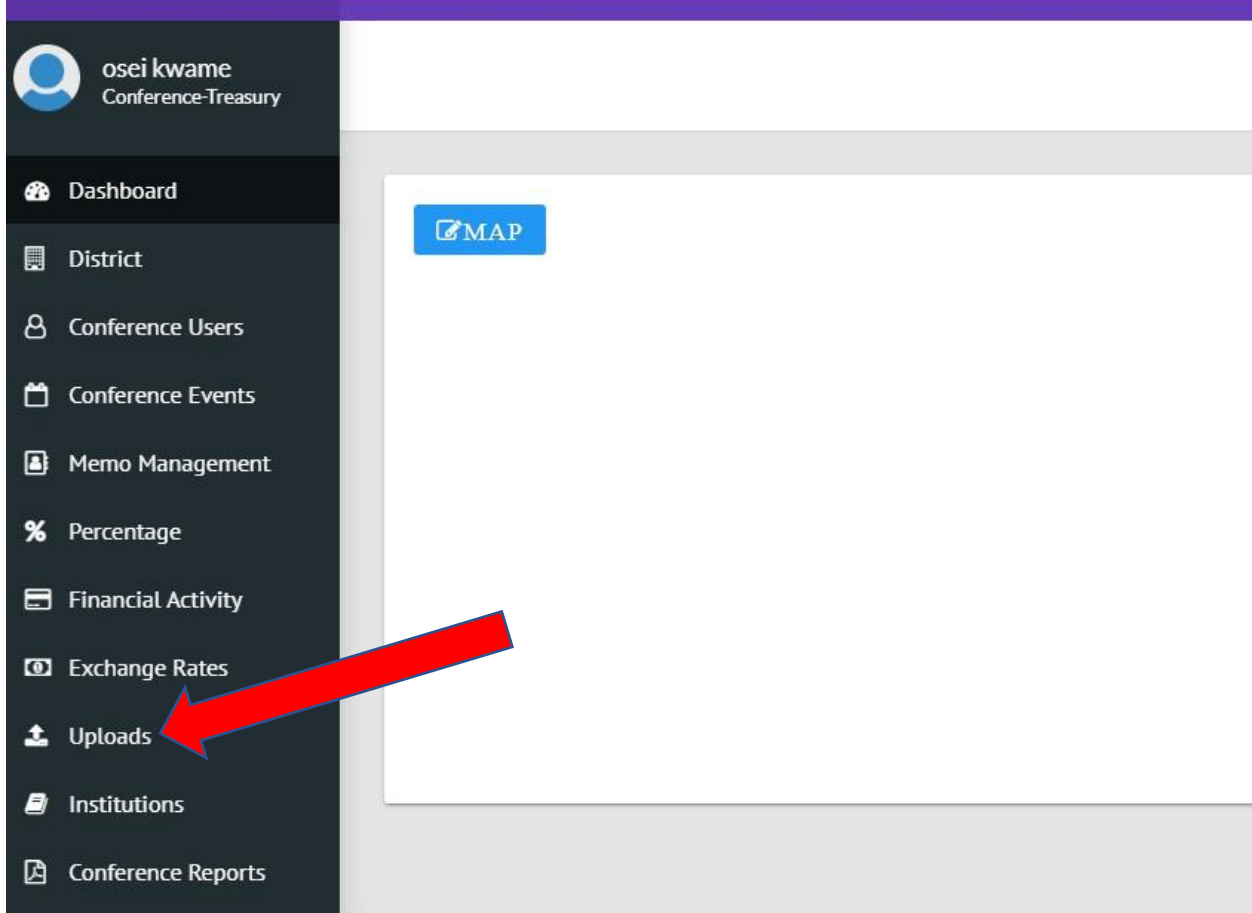 osei kwame
Conference-Treasury
Dashboard
District
Conference Users
Conference Events
Memo Management
Percentage
Financial Activity
Exchange Rates
Uploads
Institutions
Conference Reports
MAP